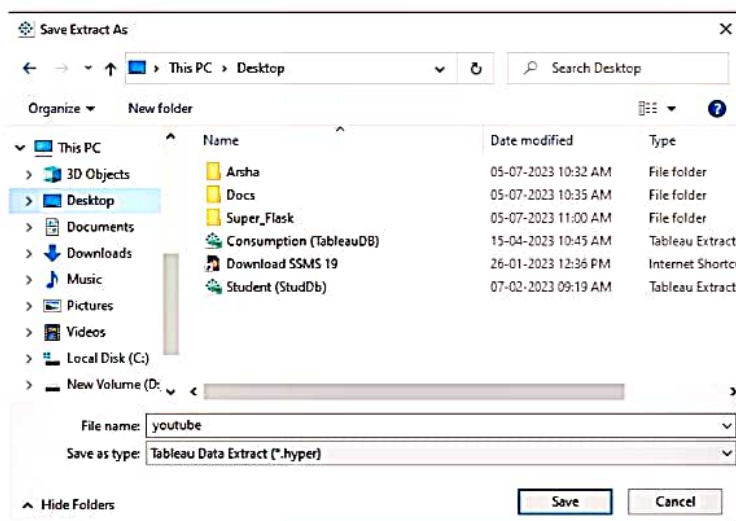 Save Extract As
This PC > Desktop
Search Desktop
Organize
New folder
Name Date modified Type
This PC
3D Objects
Desktop
Documents
Downloads
Music
Pictures
Videos
Local Disk (C:)
New Volume (D:
Arsha 05-07-2023 10:32 AM File folder
Docs 05-07-2023 10:35 AM File folder
Super_Flask 05-07-2023 11:00 AM File folder
Consumption (TableauDB) 15-04-2023 10:45 AM Tableau Extract
Download SSMS 19 26-01-2023 12:36 PM Internet Shortc
Student (StudDb) 07-02-2023 09:19 AM Tableau Extract
File name: youtube
Save as type: Tableau Data Extract (*.hyper)
Hide Folders
Save
Cancel